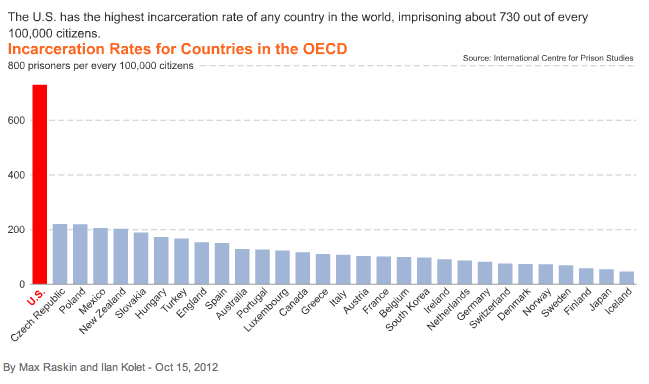 The U.S. has the highest incarceration rate of any country in the world, imprisoning about 730 out of every
100,000 citizens.
Incarceration Rates for Countries in the OECD
Source: International Centre for Prison Studies
800 prisoners per every 100,000 citizens
600
400
200
0
U.S.
Czech Republic
Poland
Mexico
New Zealand
Slovakia
Hungary
Turkey
England
Spain
Australia
Portugal
Luxembourg
Canada
Greece
Italy
Austria
France
Belgium
South Korea
Ireland
Netherlands
Germany
Switzerland
Denmark
Norway
Sweden
Finland
Japan
Iceland
By Max Raskin and Ilan Kolet - Oct 15, 2012